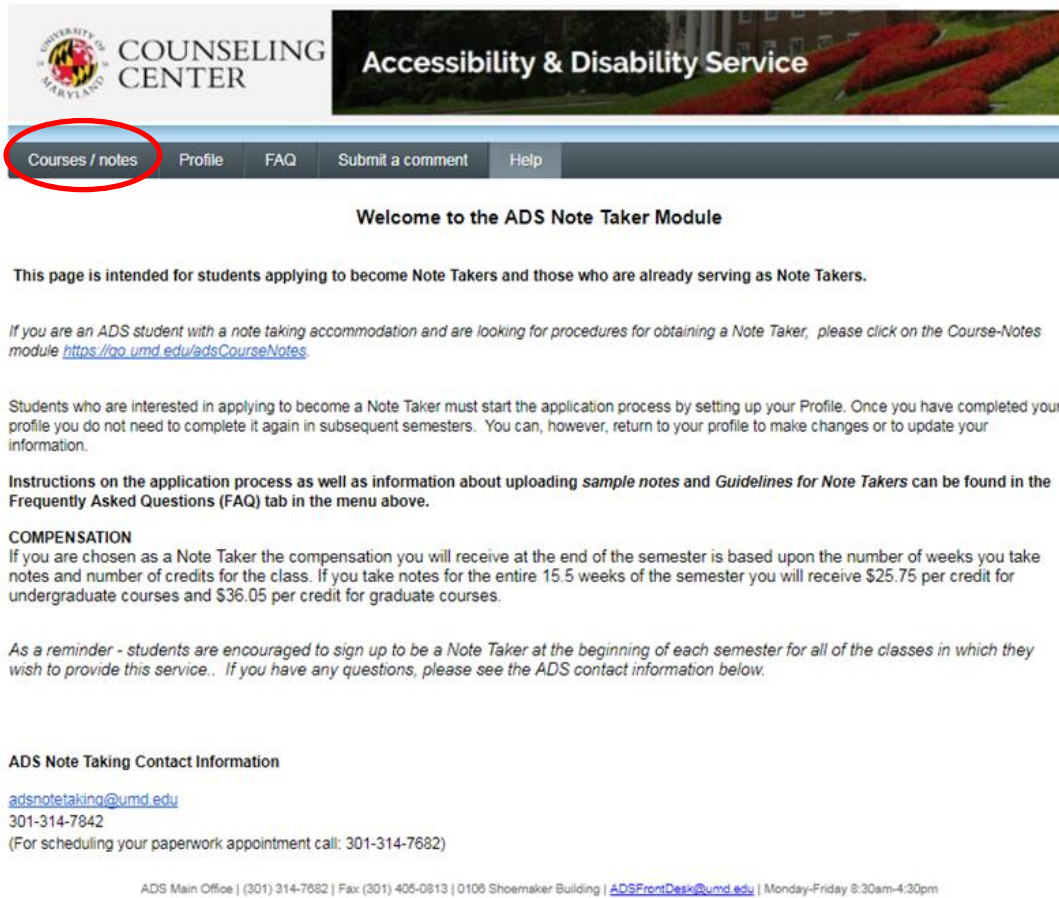 UNIVERSITY OF
MARYLAND
COUNSELING
CENTER
Accessibility & Disability Service
Courses / notes Profile FAQ Submit a comment Help
Welcome to the ADS Note Taker Module
This page is intended for students applying to become Note Takers and those who are already serving as Note Takers.
If you are an ADS student with a note taking accommodation and are looking for procedures for obtaining a Note Taker, please click on the Course-Notes
module https://go.umd.edu/adsCourseNotes.
Students who are interested in applying to become a Note Taker must start the application process by setting up your Profile. Once you have completed your
profile you do not need to complete it again in subsequent semesters. You can, however, return to your profile to make changes or to update your
information.
Instructions on the application process as well as information about uploading sample notes and Guidelines for Note Takers can be found in the
Frequently Asked Questions (FAQ) tab in the menu above.
COMPENSATION
If you are chosen as a Note Taker the compensation you will receive at the end of the semester is based upon the number of weeks you take
notes and number of credits for the class. If you take notes for the entire 15.5 weeks of the semester you will receive $25.75 per credit for
undergraduate courses and $36.05 per credit for graduate courses.
As a reminder - students are encouraged to sign up to be a Note Taker at the beginning of each semester for all of the classes in which they
wish to provide this service.. If you have any questions, please see the ADS contact information below.
ADS Note Taking Contact Information
adsnotetaking@umd.edu
301-314-7842
(For scheduling your paperwork appointment call: 301-314-7682)
ADS Main Office | (301) 314-7682 | Fax (301) 405-0813 | 0106 Shoemaker Building | ADSFrontDesk@umd.edu | Monday-Friday 8:30am-4:30pm